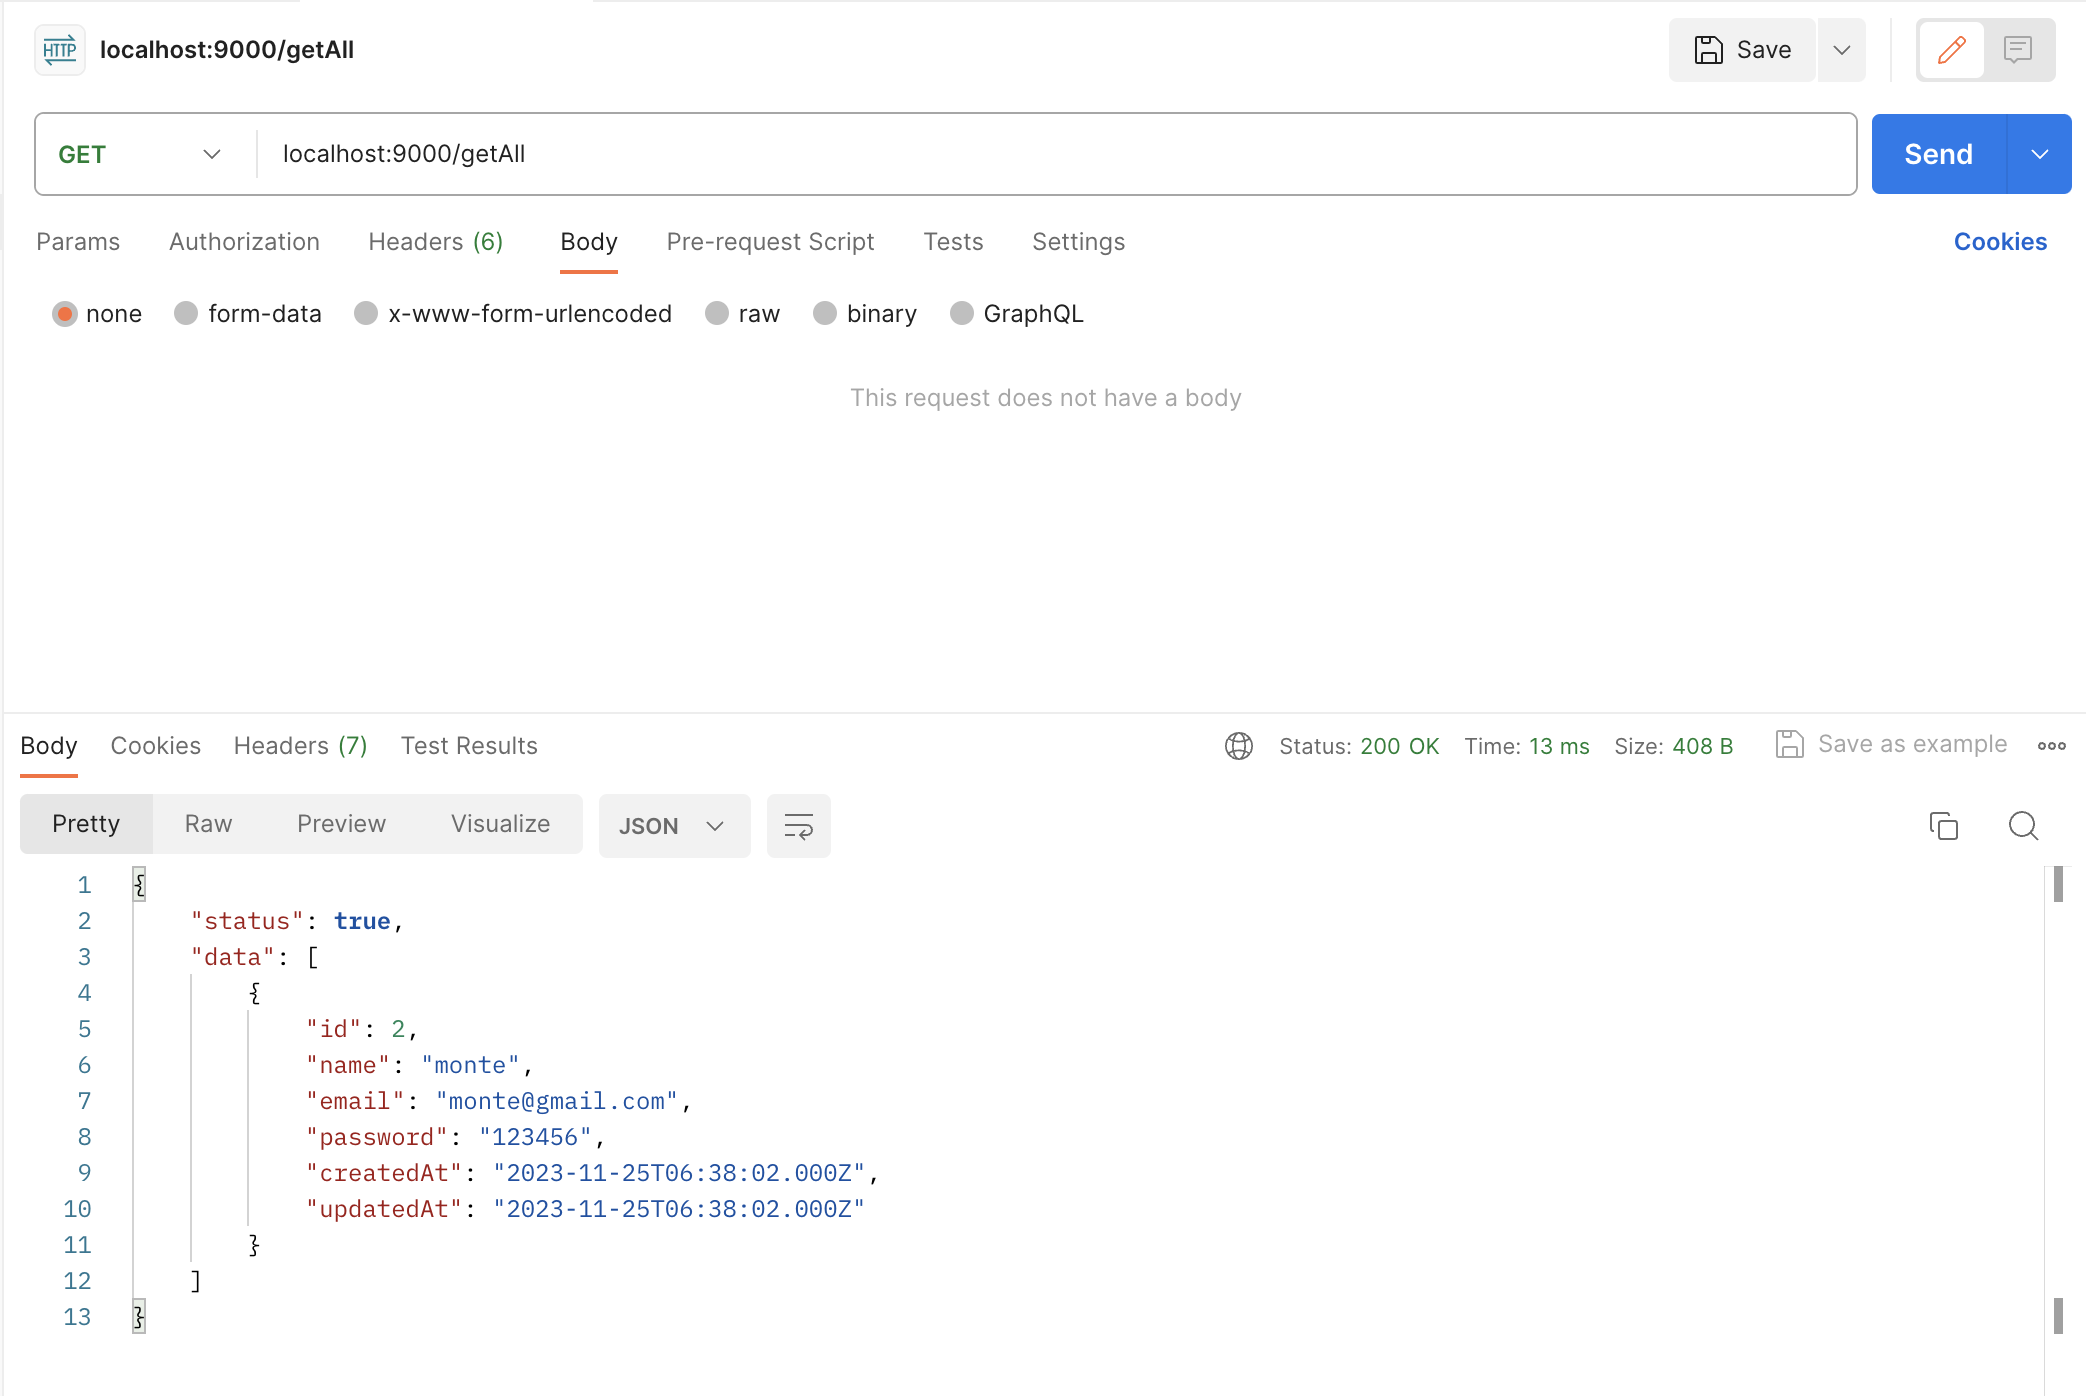 HTTP localhost:9000/getAll Save
GET localhost:9000/getAll Send
Params Authorization Headers (6) Body Pre-request Script Tests Settings Cookies
none form-data x-www-form-urlencoded raw binary GraphQL
This request does not have a body
Body Cookies Headers (7) Test Results Status: 200 OK Time: 13 ms Size: 408 B Save as example
Pretty Raw Preview Visualize JSON
1 {
2 "status": true,
3 "data": [
4 {
5 "id": 2,
6 "name": "monte",
7 "email": "monte@gmail.com",
8 "password": "123456",
9 "createdAt": "2023-11-25T06:38:02.000Z",
10 "updatedAt": "2023-11-25T06:38:02.000Z"
11 }
12 ]
13 }